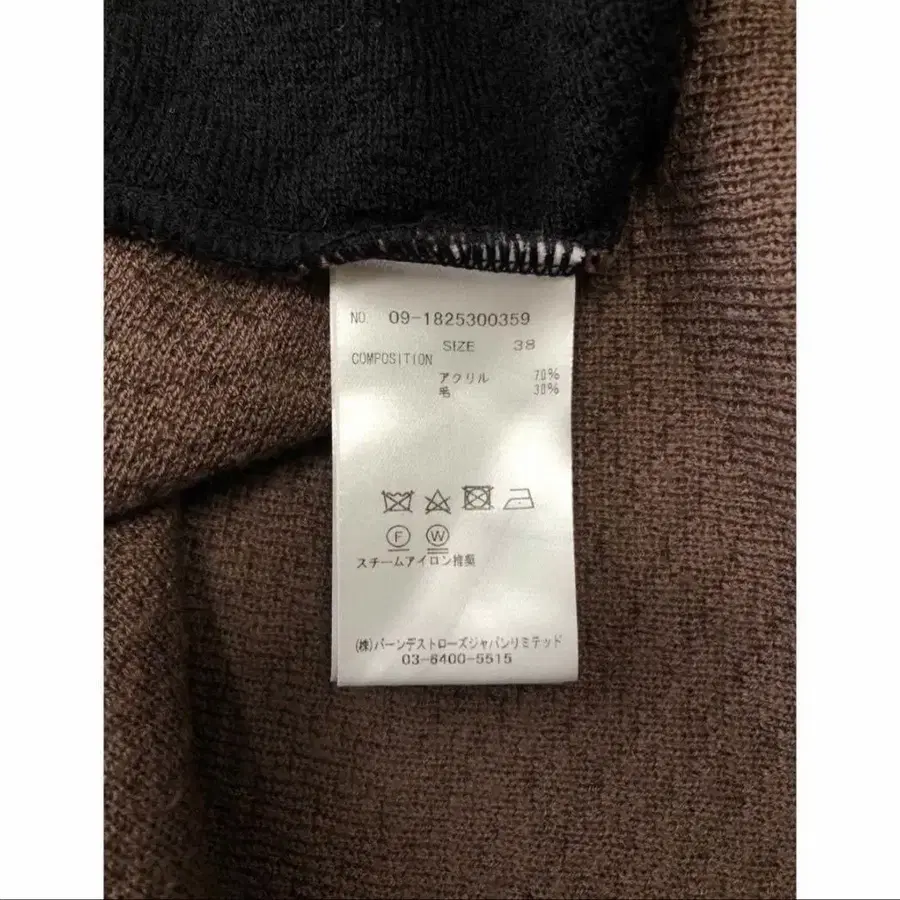 NO. 09-1825300359
SIZE 38
COMPOSITION
アクリル 70%
毛 30%
F W
スチームアイロン推奨
(株)バーンデストローズジャパンリミテッド
03-6400-5515